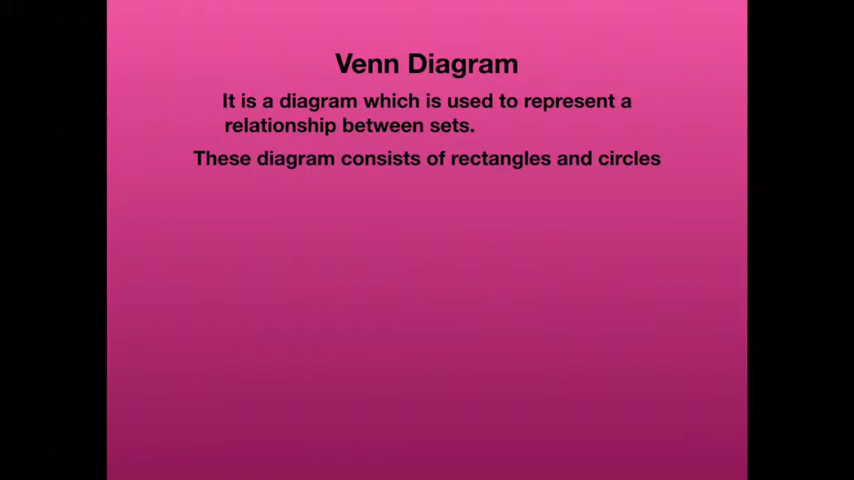 Venn Diagram
It is a diagram which is used to represent a
relationship between sets.
These diagram consists of rectangles and circles